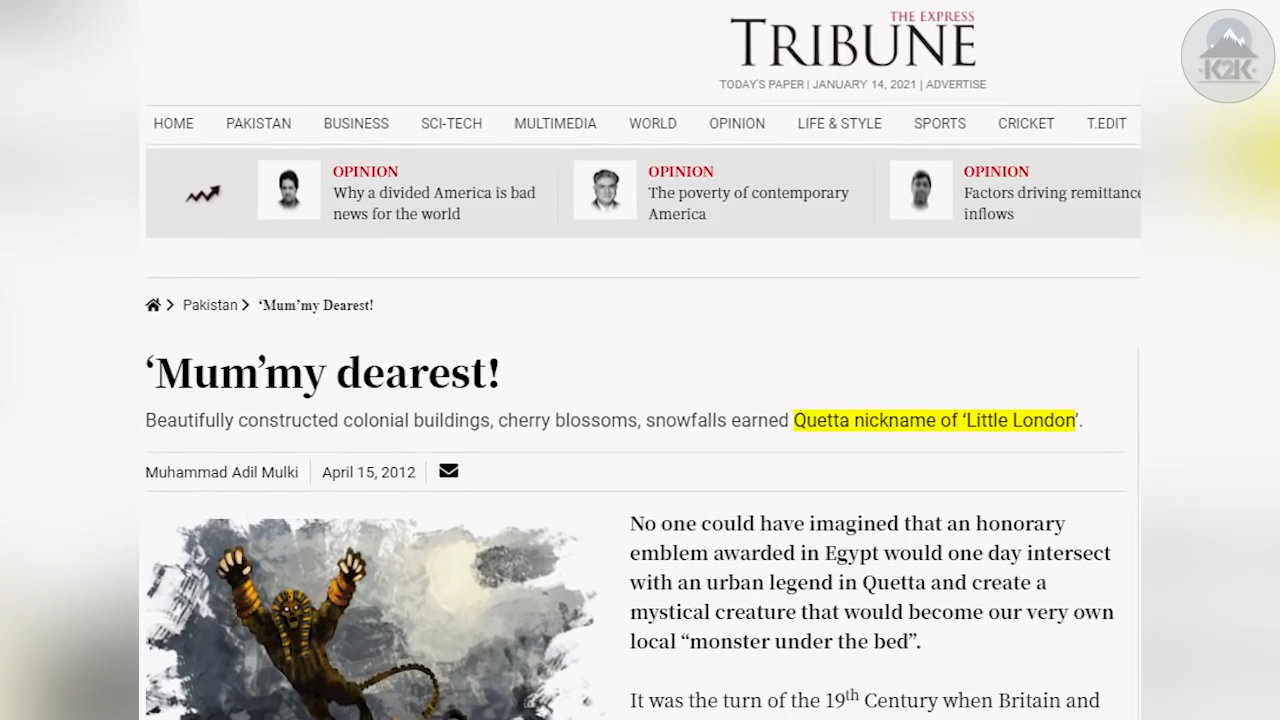 THE EXPRESS
TRIBUNE
TODAY'S PAPER | JANUARY 14, 2021 | ADVERTISE
K2K
HOME PAKISTAN BUSINESS SCI-TECH MULTIMEDIA WORLD OPINION LIFE & STYLE SPORTS CRICKET T.EDIT
OPINION
Why a divided America is bad
news for the world
OPINION
The poverty of contemporary
America
OPINION
Factors driving remittance
inflows
Pakistan ‘Mum’my Dearest!
‘Mum’my dearest!
Beautifully constructed colonial buildings, cherry blossoms, snowfalls earned Quetta nickname of ‘Little London’.
Muhammad Adil Mulki April 15, 2012
No one could have imagined that an honorary
emblem awarded in Egypt would one day intersect
with an urban legend in Quetta and create a
mystical creature that would become our very own
local “monster under the bed”.
It was the turn of the 19th Century when Britain and